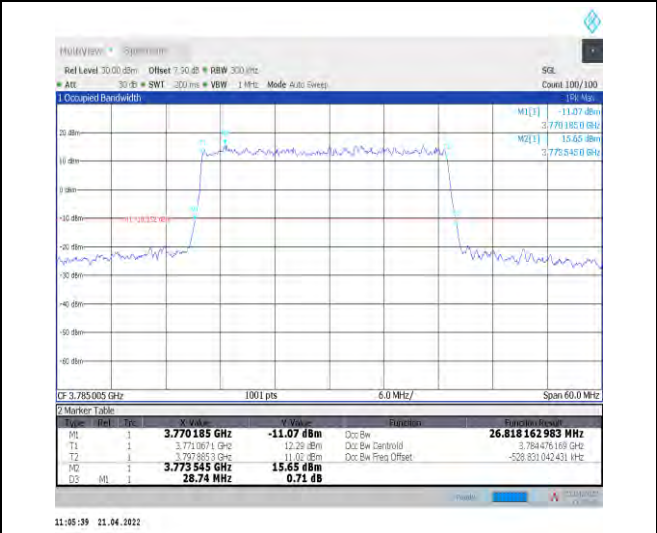 MultiView Spectrum
Ref Level 30.00 dBm Offset 7.90 dB RBW 300 kHz SGL
Att 30 dB SWT 200 ms VBW 1 MHz Mode Auto Sweep Count 100/100
1 Occupied Bandwidth 1Pk Max
M1[1] -11.07 dBm
3.770 185 0 GHz
M2[1] 15.65 dBm
3.773 545 0 GHz
20 dBm
10 dBm
0 dBm
-10 dBm
-20 dBm
-30 dBm
-40 dBm
-50 dBm
-60 dBm
CF 3.785 005 GHz 1001 pts 6.0 MHz/ Span 60.0 MHz
2 Marker Table
Type Ref Trc X-Value Y-Value Function Function Result
M1 1 3.770 185 GHz -11.07 dBm Occ Bw 26.818 162 983 MHz
T1 1 3.771 067 1 GHz 12.29 dBm Occ Bw Centroid 3.784 476 169 GHz
T2 1 3.797 885 3 GHz 11.02 dBm Occ Bw Freq Offset -528.831 042 431 kHz
M2 1 3.773 545 GHz 15.65 dBm
D3 M1 1 28.74 MHz 0.71 dB
11:05:39 21.04.2022